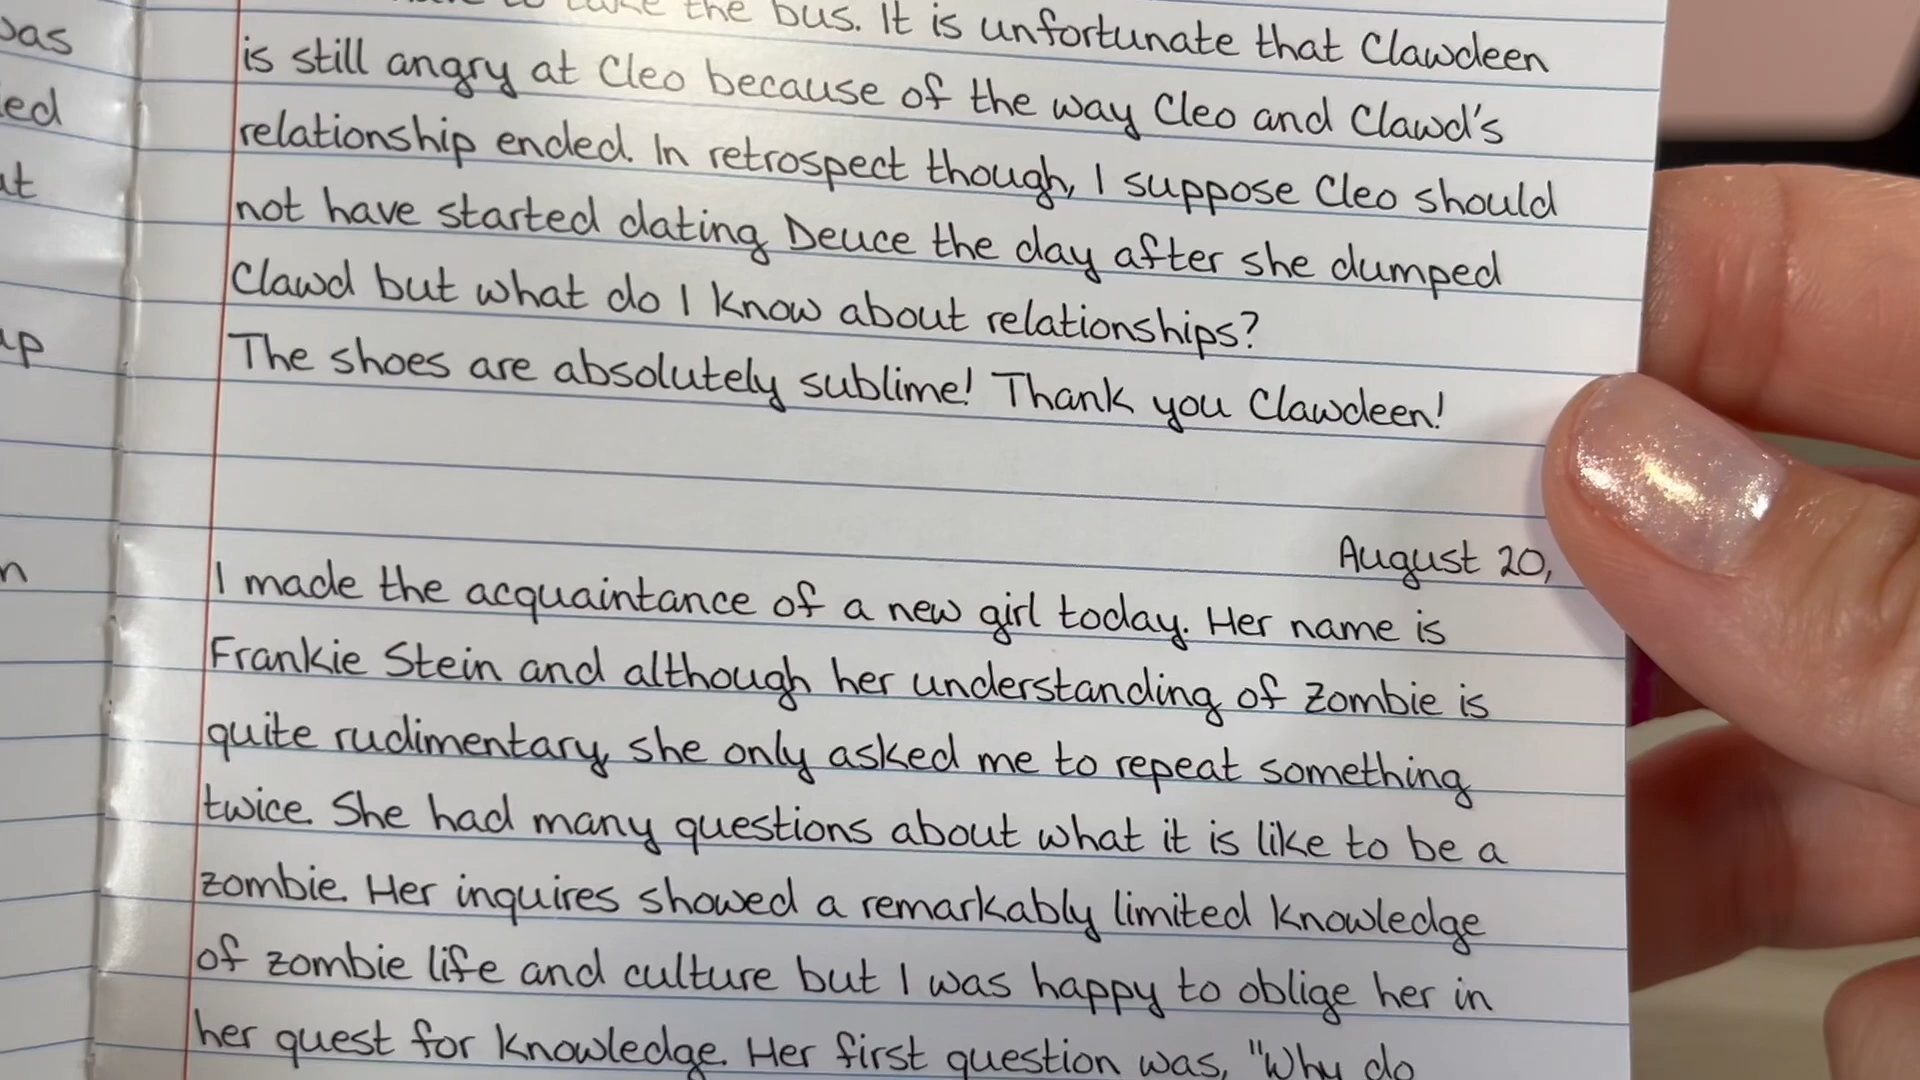 to take the bus. It is unfortunate that Clawdeen
is still angry at Cleo because of the way Cleo and Clawd's
relationship ended. In retrospect though, I suppose Cleo should
not have started dating Deuce the day after she dumped
Clawd but what do I know about relationships?
The shoes are absolutely sublime! Thank you Clawdeen!
August 20,
I made the acquaintance of a new girl today. Her name is
Frankie Stein and although her understanding of zombie is
quite rudimentary, she only asked me to repeat something
twice. She had many questions about what it is like to be a
zombie. Her inquires showed a remarkably limited knowledge
of zombie life and culture but I was happy to oblige her in
her quest for knowledge. Her first question was, "Why do